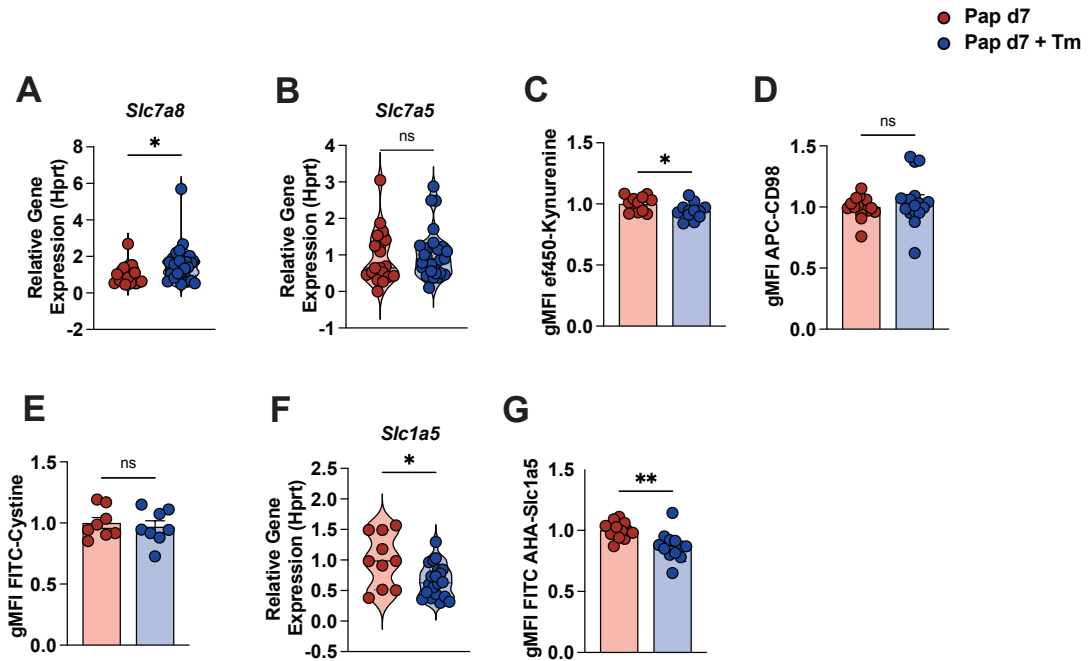 Pap d7
Pap d7 + Tm
A
Slc7a8
*
Relative Gene
Expression (Hprt)
8
6
4
2
0
-2
B
Slc7a5
ns
Relative Gene
Expression (Hprt)
4
3
2
1
0
-1
C
*
gMFI ef450-Kynurenine
1.5
1.0
0.5
0.0
D
ns
gMFI APC-CD98
1.5
1.0
0.5
0.0
E
ns
gMFI FITC-Cystine
1.5
1.0
0.5
0.0
F
Slc1a5
*
Relative Gene
Expression (Hprt)
2.5
2.0
1.5
1.0
0.5
0.0
-0.5
G
**
gMFI FITC AHA-Slc1a5
1.5
1.0
0.5
0.0